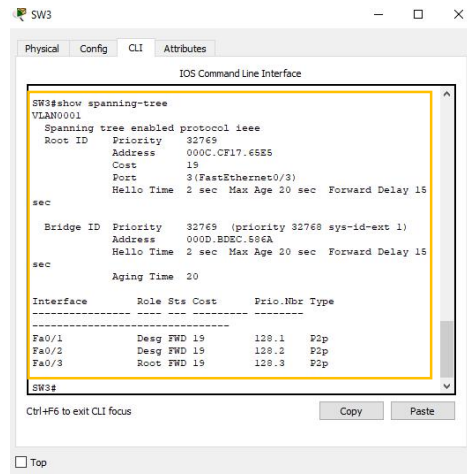 SW3
Physical Config CLI Attributes
IOS Command Line Interface
SW3#show spanning-tree
VLAN0001
Spanning tree enabled protocol ieee
Root ID Priority 32769
Address 000C.CF17.65E5
Cost 19
Port 3(FastEthernet0/3)
Hello Time 2 sec Max Age 20 sec Forward Delay 15
sec
Bridge ID Priority 32769 (priority 32768 sys-id-ext 1)
Address 000D.BDEC.586A
Hello Time 2 sec Max Age 20 sec Forward Delay 15
sec
Aging Time 20
Interface Role Sts Cost Prio.Nbr Type
---------------- ---- --- --------- --------
--------------------------------
Fa0/1 Desg FWD 19 128.1 P2p
Fa0/2 Desg FWD 19 128.2 P2p
Fa0/3 Root FWD 19 128.3 P2p
SW3#
Ctrl+F6 to exit CLI focus Copy Paste
Top